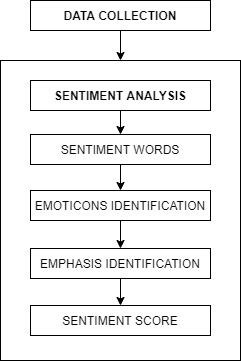 DATA COLLECTION
SENTIMENT ANALYSIS
SENTIMENT WORDS
EMOTICONS IDENTIFICATION
EMPHASIS IDENTIFICATION
SENTIMENT SCORE